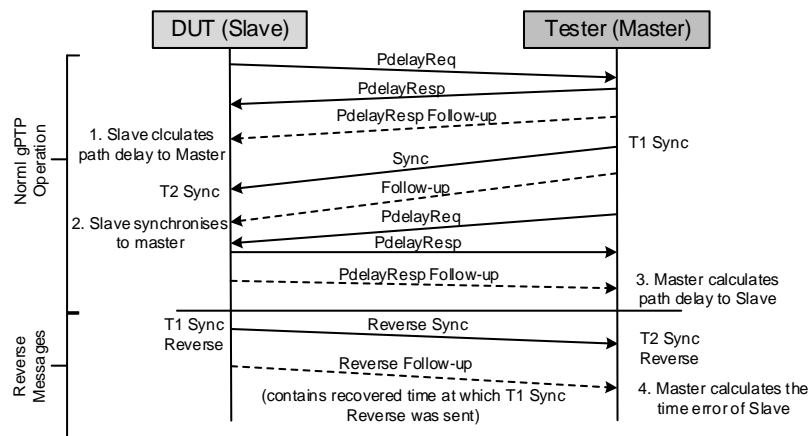 DUT (Slave)
Tester (Master)
PdelayReq
PdelayResp
PdelayResp Follow-up
1. Slave clculates
path delay to Master
T1 Sync
Sync
T2 Sync
Follow-up
2. Slave synchronises
to master
PdelayReq
PdelayResp
PdelayResp Follow-up
3. Master calculates
path delay to Slave
Norml gPTP
Operation
T1 Sync
Reverse
Reverse Sync
T2 Sync
Reverse
Reverse Follow-up
(contains recovered time at which T1 Sync
Reverse was sent)
4. Master calculates the
time error of Slave
Reverse
Messages